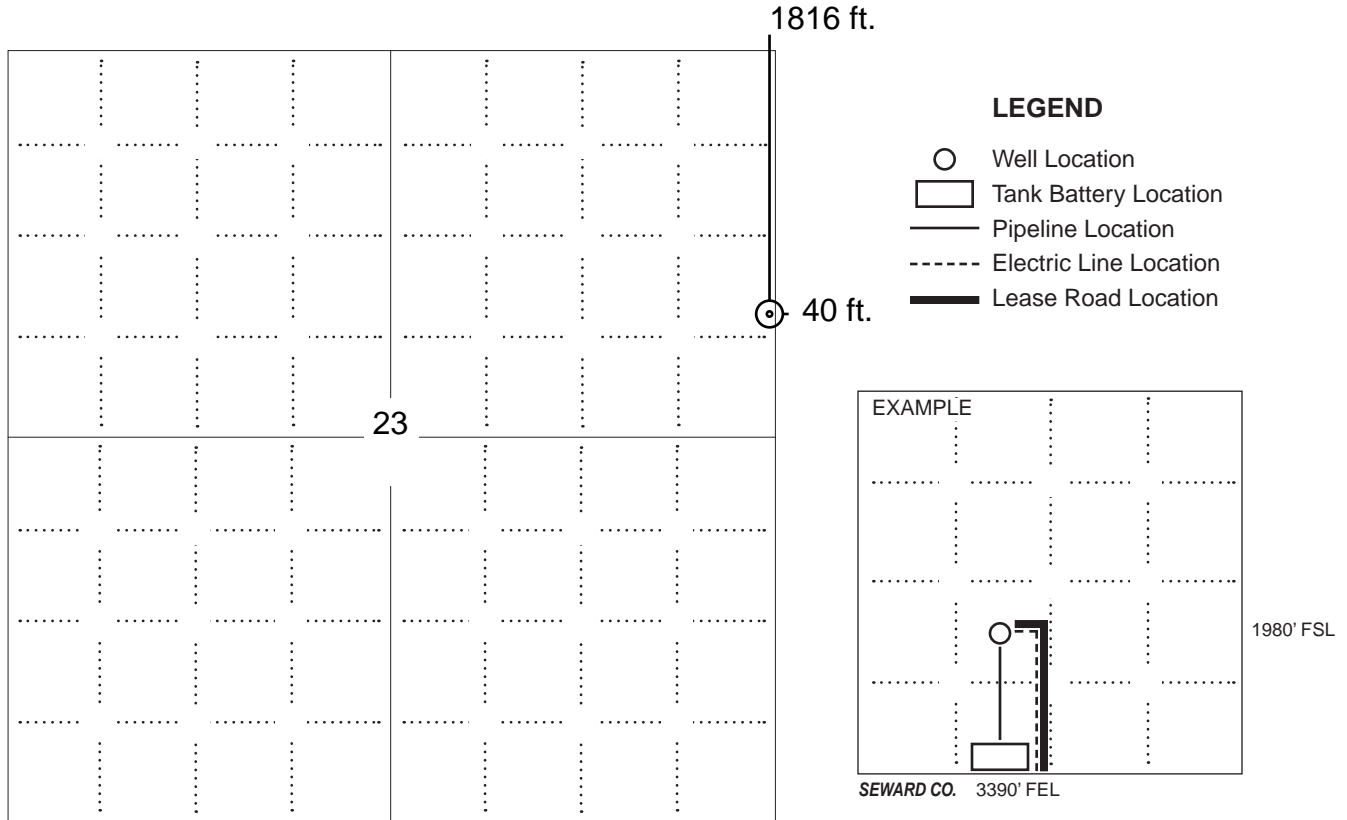 1816 ft.
LEGEND
Well Location
Tank Battery Location
Pipeline Location
Electric Line Location
Lease Road Location
40 ft.
23
EXAMPLE
1980' FSL
SEWARD CO. 3390' FEL